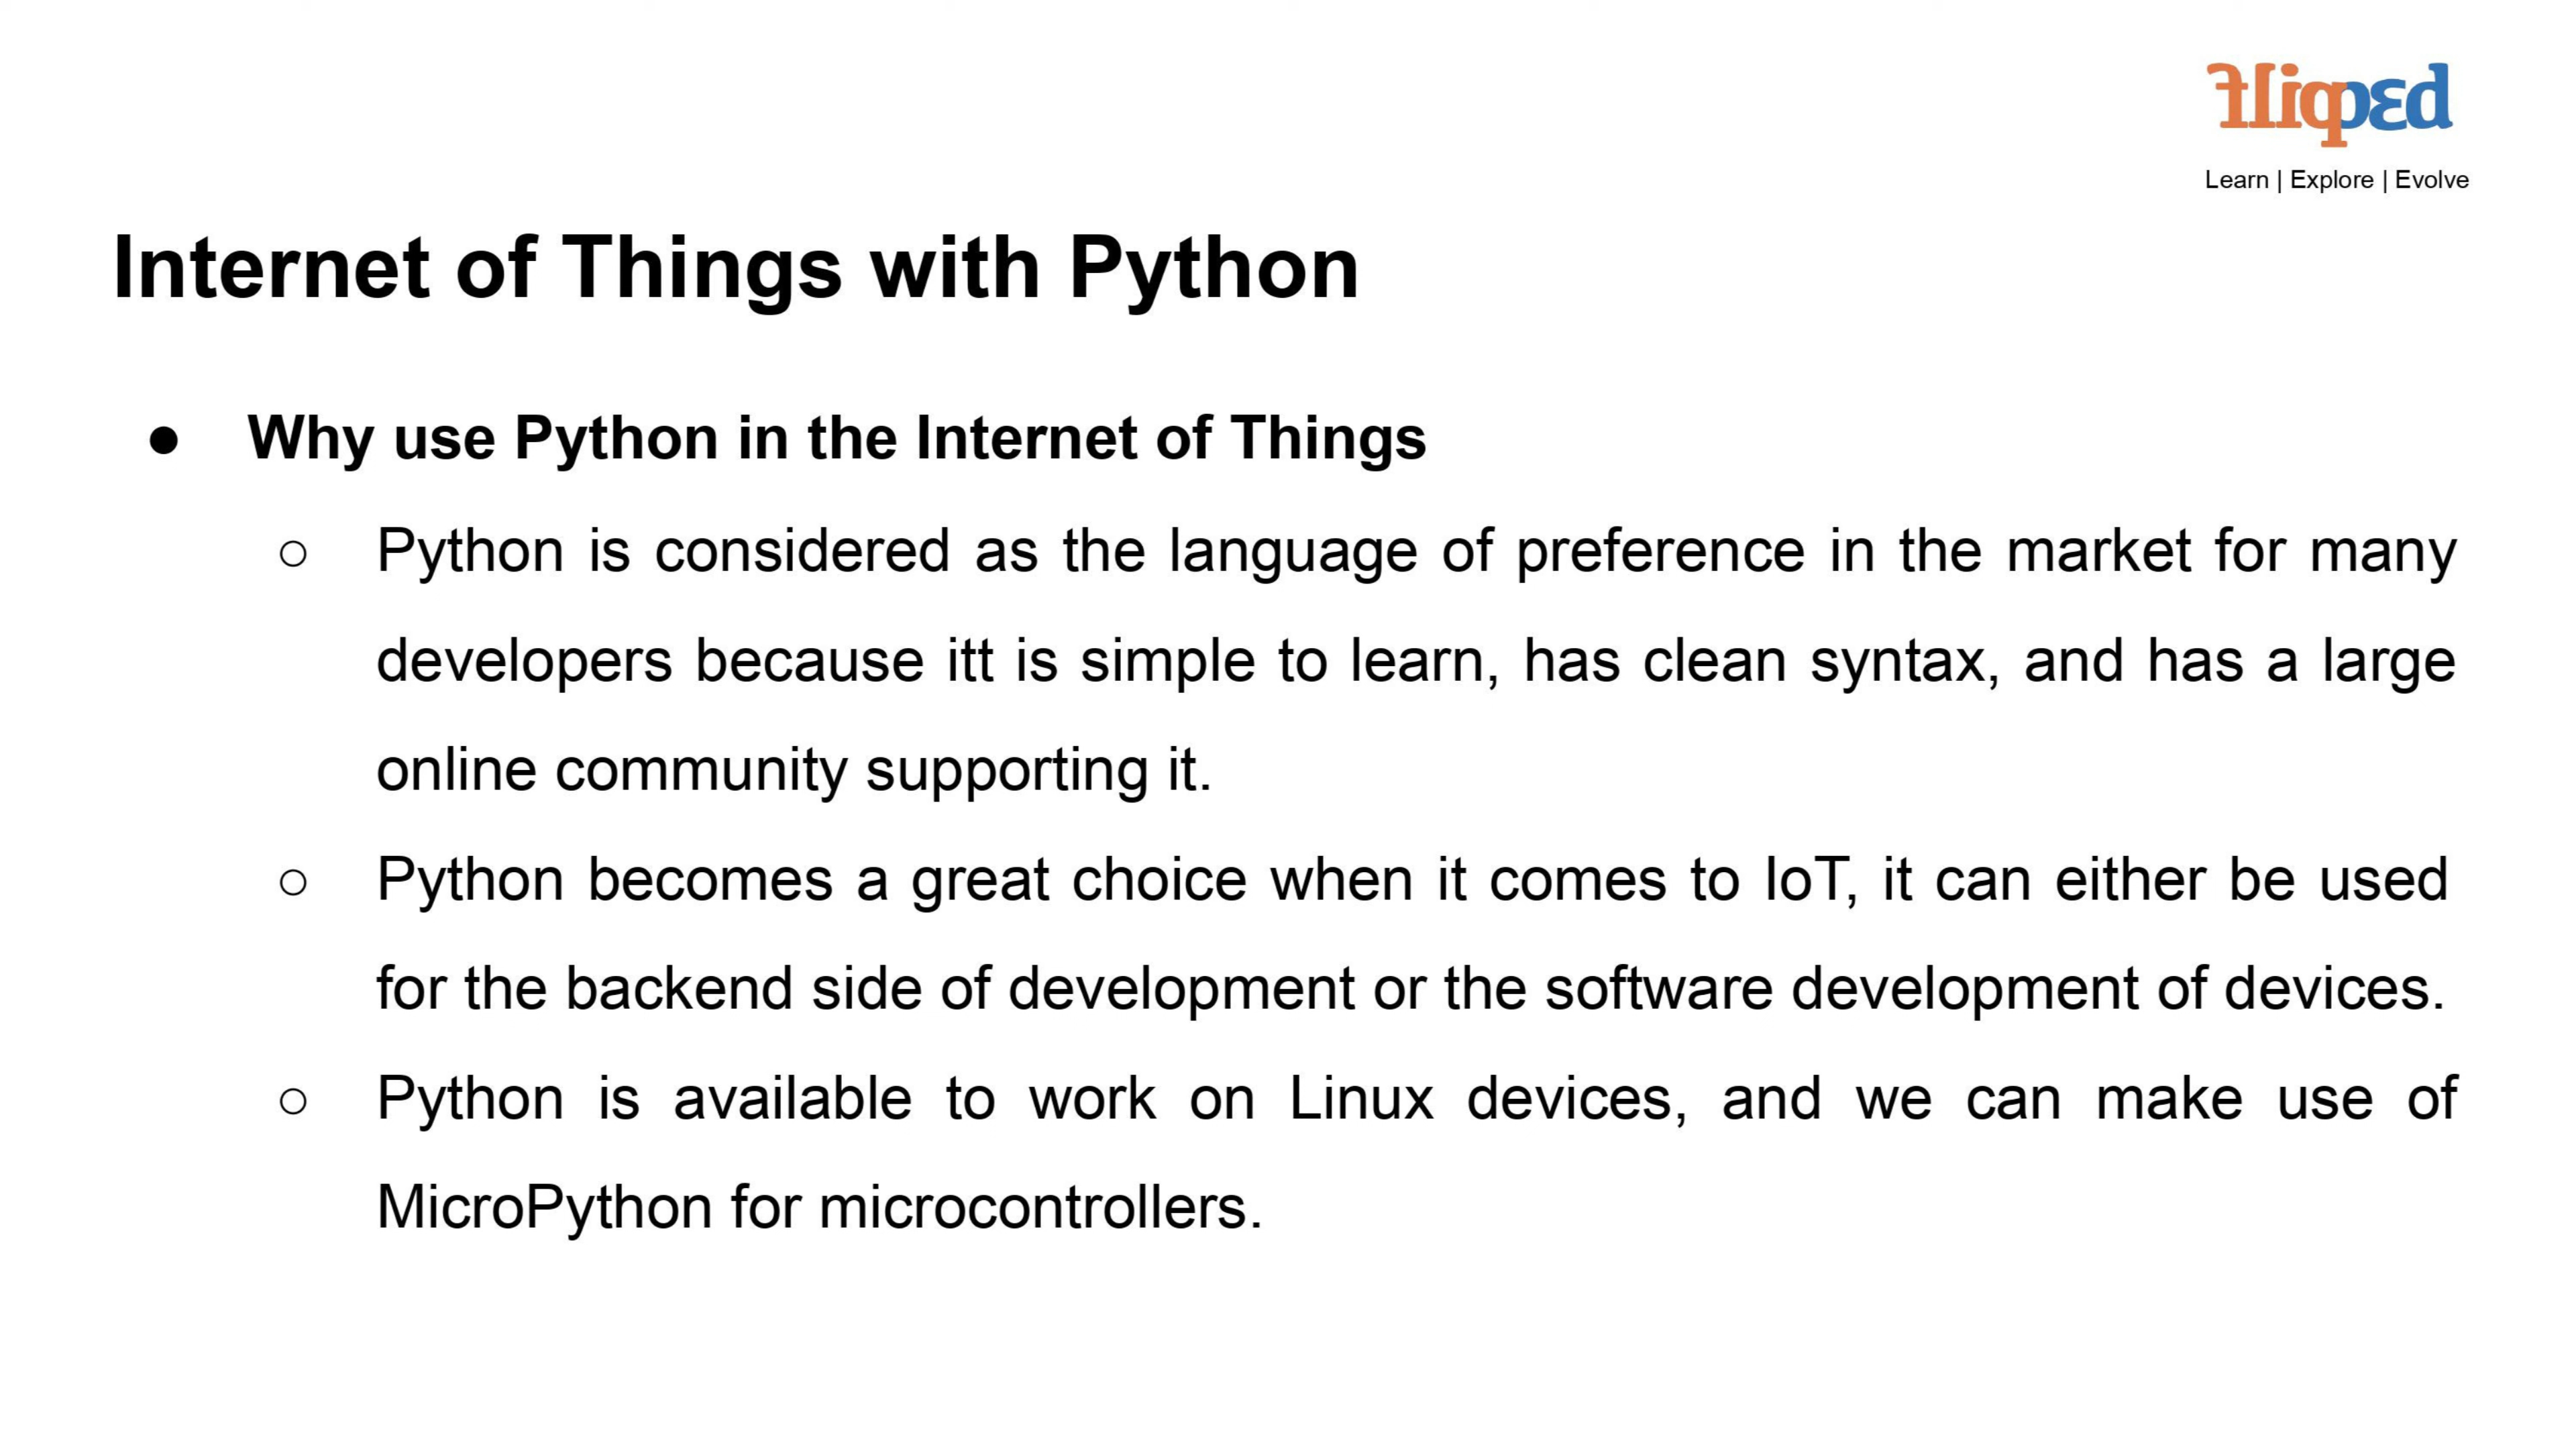 flipped
Learn | Explore | Evolve
Internet of Things with Python
● Why use Python in the Internet of Things
○ Python is considered as the language of preference in the market for many
developers because itt is simple to learn, has clean syntax, and has a large
online community supporting it.
○ Python becomes a great choice when it comes to IoT, it can either be used
for the backend side of development or the software development of devices.
○ Python is available to work on Linux devices, and we can make use of
MicroPython for microcontrollers.